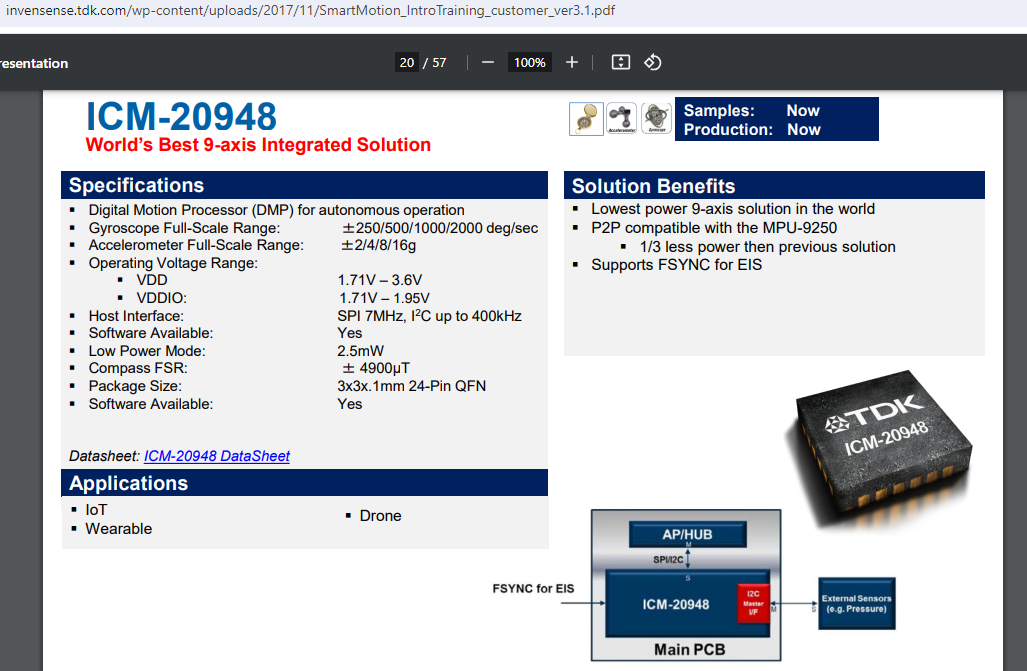 invensense.tdk.com/wp-content/uploads/2017/11/SmartMotion_IntroTraining_customer_ver3.1.pdf
resentation
20 / 57
100%
ICM-20948
World's Best 9-axis Integrated Solution
Accelerometer
Gyroscope
Samples: Now
Production: Now
Specifications
▪ Digital Motion Processor (DMP) for autonomous operation
▪ Gyroscope Full-Scale Range: ±250/500/1000/2000 deg/sec
▪ Accelerometer Full-Scale Range: ±2/4/8/16g
▪ Operating Voltage Range:
▪ VDD 1.71V – 3.6V
▪ VDDIO: 1.71V – 1.95V
▪ Host Interface: SPI 7MHz, I²C up to 400kHz
▪ Software Available: Yes
▪ Low Power Mode: 2.5mW
▪ Compass FSR: ± 4900µT
▪ Package Size: 3x3x.1mm 24-Pin QFN
▪ Software Available: Yes
Datasheet: ICM-20948 DataSheet
Applications
▪ IoT
▪ Wearable
▪ Drone
Solution Benefits
▪ Lowest power 9-axis solution in the world
▪ P2P compatible with the MPU-9250
▪ 1/3 less power then previous solution
▪ Supports FSYNC for EIS
TDK
ICM-20948
AP/HUB
M
SPI/I2C
S
FSYNC for EIS
ICM-20948
I2C
Master
I/F
M
S
External Sensors
(e.g. Pressure)
Main PCB